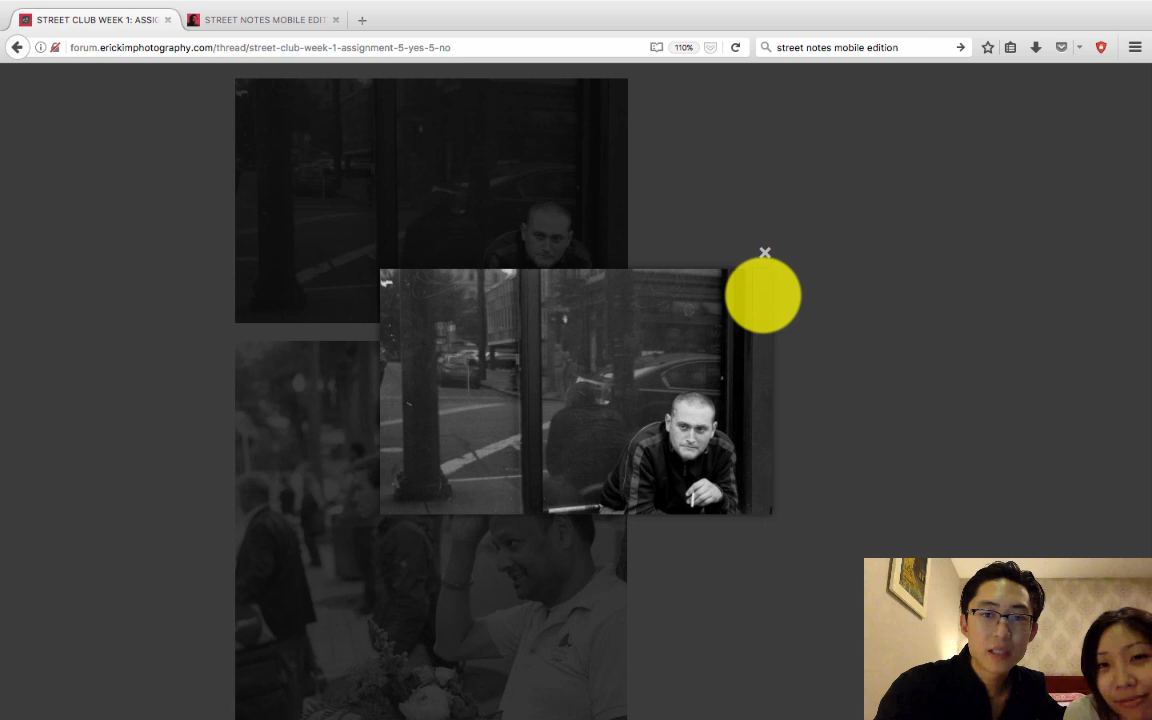 STREET CLUB WEEK 1: ASSIG
STREET NOTES MOBILE EDIT
forum.erickimphotography.com/thread/street-club-week-1-assignment-5-yes-5-no
110%
street notes mobile edition